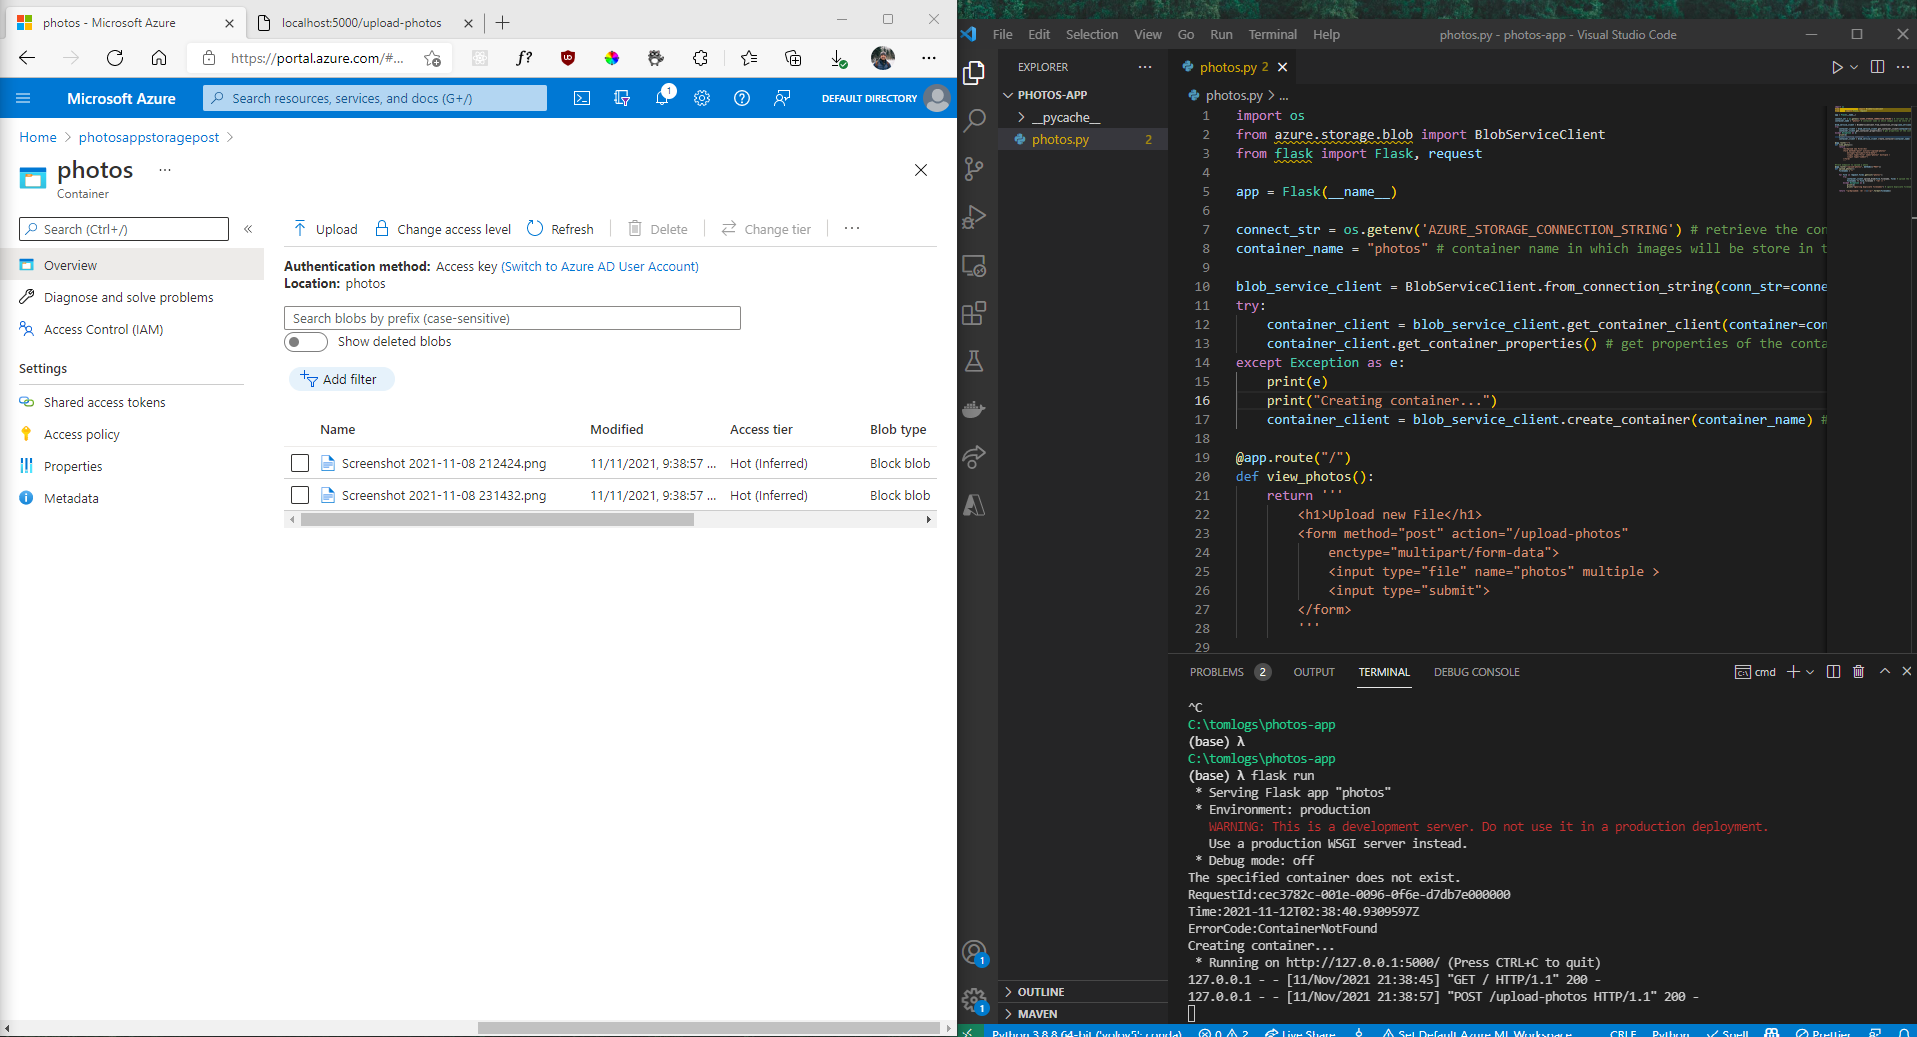 photos - Microsoft Azure
localhost:5000/upload-photos
https://portal.azure.com/#...
Microsoft Azure
Search resources, services, and docs (G+/)
1
DEFAULT DIRECTORY
Home > photosappstoragepost >
photos ...
Container
Search (Ctrl+/)
«
Overview
Diagnose and solve problems
Access Control (IAM)
Settings
Shared access tokens
Access policy
Properties
Metadata
Upload
Change access level
Refresh
Delete
Change tier
...
Authentication method: Access key (Switch to Azure AD User Account)
Location: photos
Search blobs by prefix (case-sensitive)
Show deleted blobs
Add filter
Name Modified Access tier Blob type
Screenshot 2021-11-08 212424.png 11/11/2021, 9:38:57 ... Hot (Inferred) Block blob
Screenshot 2021-11-08 231432.png 11/11/2021, 9:38:57 ... Hot (Inferred) Block blob
File Edit Selection View Go Run Terminal Help
photos.py - photos-app - Visual Studio Code
EXPLORER ...
PHOTOS-APP
> __pycache__
photos.py 2
photos.py 2
photos.py > ...
1 import os
2 from azure.storage.blob import BlobServiceClient
3 from flask import Flask, request
4
5 app = Flask(__name__)
6
7 connect_str = os.getenv('AZURE_STORAGE_CONNECTION_STRING') # retrieve the con
8 container_name = "photos" # container name in which images will be store in t
9
10 blob_service_client = BlobServiceClient.from_connection_string(conn_str=conne
11 try:
12 container_client = blob_service_client.get_container_client(container=con
13 container_client.get_container_properties() # get properties of the conta
14 except Exception as e:
15 print(e)
16 print("Creating container...")
17 container_client = blob_service_client.create_container(container_name) #
18
19 @app.route("/")
20 def view_photos():
21 return '''
22 <h1>Upload new File</h1>
23 <form method="post" action="/upload-photos"
24 enctype="multipart/form-data">
25 <input type="file" name="photos" multiple >
26 <input type="submit">
27 </form>
28 '''
29
PROBLEMS 2 OUTPUT TERMINAL DEBUG CONSOLE
cmd
^C
C:\tomlogs\photos-app
(base) λ
C:\tomlogs\photos-app
(base) λ flask run
* Serving Flask app "photos"
* Environment: production
WARNING: This is a development server. Do not use it in a production deployment.
Use a production WSGI server instead.
* Debug mode: off
The specified container does not exist.
RequestId:cec3782c-001e-0096-0f6e-d7db7e000000
Time:2021-11-12T02:38:40.9309597Z
ErrorCode:ContainerNotFound
Creating container...
* Running on http://127.0.0.1:5000/ (Press CTRL+C to quit)
127.0.0.1 - - [11/Nov/2021 21:38:45] "GET / HTTP/1.1" 200 -
127.0.0.1 - - [11/Nov/2021 21:38:57] "POST /upload-photos HTTP/1.1" 200 -
1
1
> OUTLINE
> MAVEN
Python 3.8.8 64-bit ('yolov5': conda) 0 2 Live Share Set Default Azure ML Workspace CRLF Python Spell Prettier